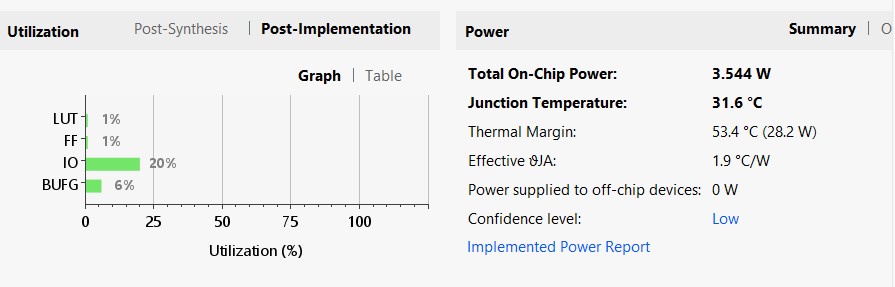 Utilization Post-Synthesis | Post-Implementation
Graph | Table
LUT 1%
FF 1%
IO 20%
BUFG 6%
0 25 50 75 100
Utilization (%)
Power Summary | O
Total On-Chip Power: 3.544 W
Junction Temperature: 31.6 °C
Thermal Margin: 53.4 °C (28.2 W)
Effective ϑJA: 1.9 °C/W
Power supplied to off-chip devices: 0 W
Confidence level: Low
Implemented Power Report